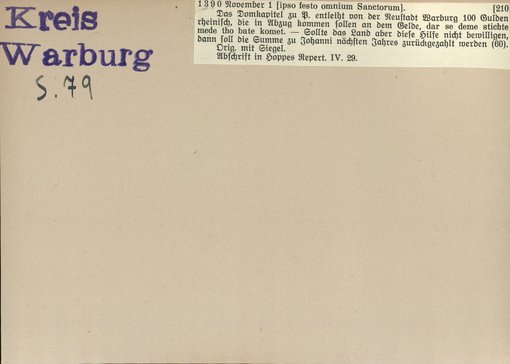 Kreis
Warburg
S. 79
1390 November 1 [ipso festo omnium Sanctorum]. [210
Das Domkapitel zu P. entleiht von der Neustadt Warburg 100 Gulden
rheinisch, die in Abzug kommen sollen an dem Gelde, dar se deme stichte
mede tho bate komet. — Sollte das Land aber diese Hilfe nicht bewilligen,
dann soll die Summe zu Johanni nächsten Jahres zurückgezahlt werden (60).
Orig. mit Siegel.
Abschrift in Hoppes Repert. IV. 29.